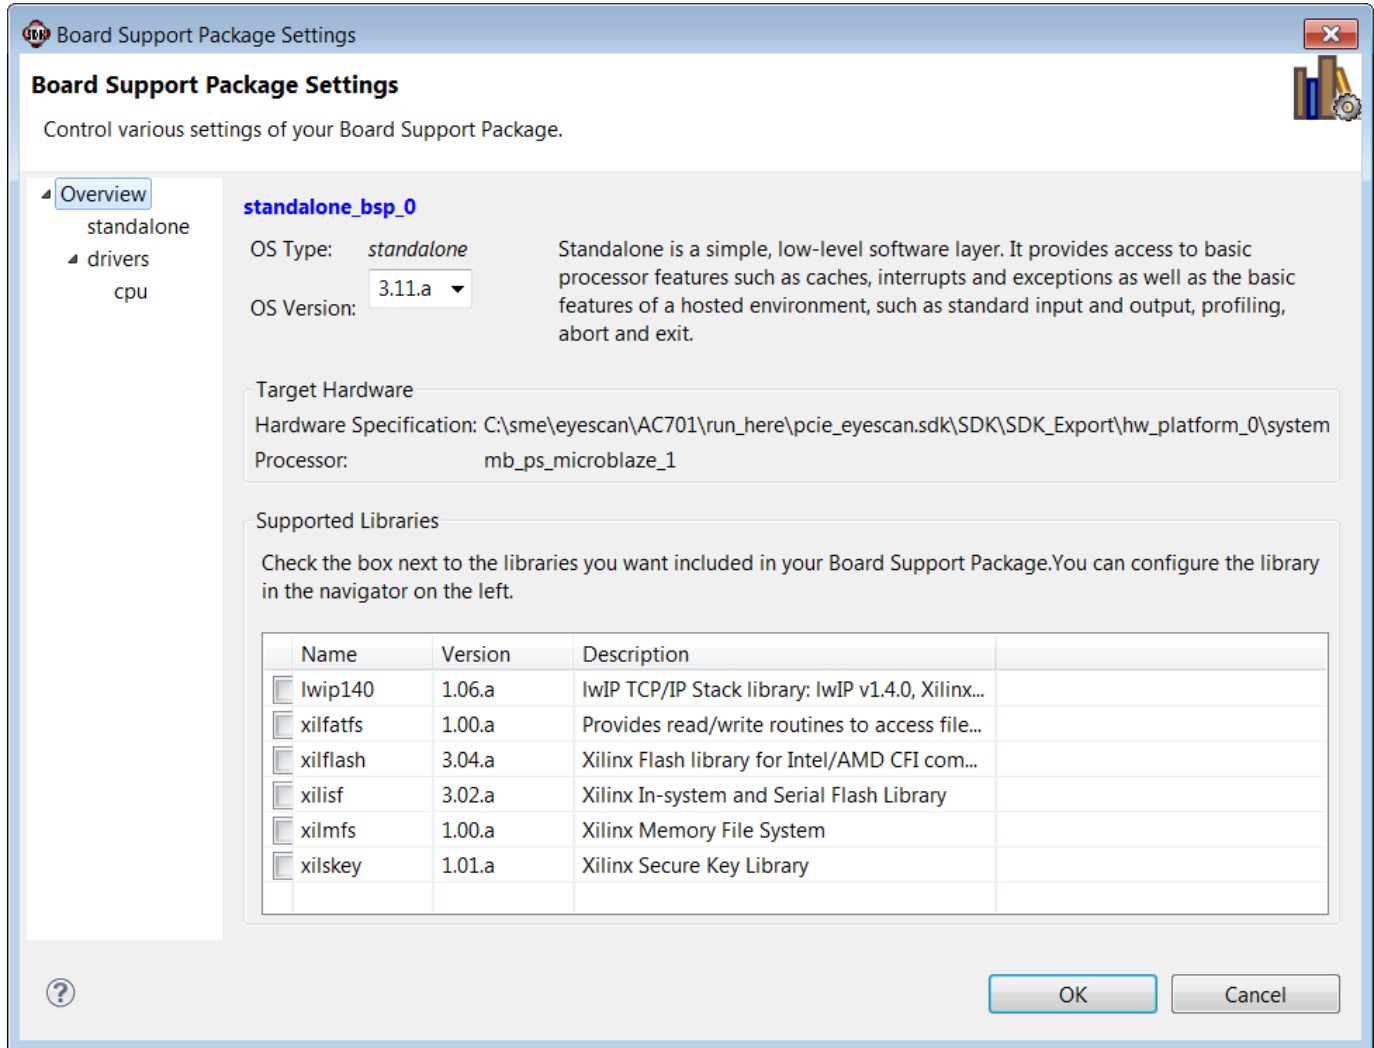 Board Support Package Settings
Board Support Package Settings
Control various settings of your Board Support Package.
Overview
standalone
drivers
cpu
standalone_bsp_0
OS Type: standalone
OS Version: 3.11.a
Standalone is a simple, low-level software layer. It provides access to basic
processor features such as caches, interrupts and exceptions as well as the basic
features of a hosted environment, such as standard input and output, profiling,
abort and exit.
Target Hardware
Hardware Specification: C:\sme\eyescan\AC701\run_here\pcie_eyescan.sdk\SDK\SDK_Export\hw_platform_0\system
Processor: mb_ps_microblaze_1
Supported Libraries
Check the box next to the libraries you want included in your Board Support Package.You can configure the library
in the navigator on the left.
Name Version Description
lwip140 1.06.a lwIP TCP/IP Stack library: lwIP v1.4.0, Xilinx...
xilfatfs 1.00.a Provides read/write routines to access file...
xilflash 3.04.a Xilinx Flash library for Intel/AMD CFI com...
xilisf 3.02.a Xilinx In-system and Serial Flash Library
xilmfs 1.00.a Xilinx Memory File System
xilskey 1.01.a Xilinx Secure Key Library
?
OK Cancel